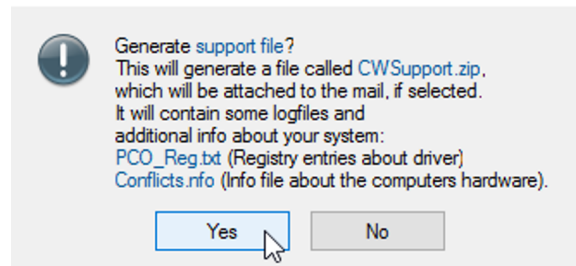 Generate support file?
This will generate a file called CWSupport.zip,
which will be attached to the mail, if selected.
It will contain some logfiles and
additional info about your system:
PCO_Reg.txt (Registry entries about driver)
Conflicts.nfo (Info file about the computers hardware).
Yes
No